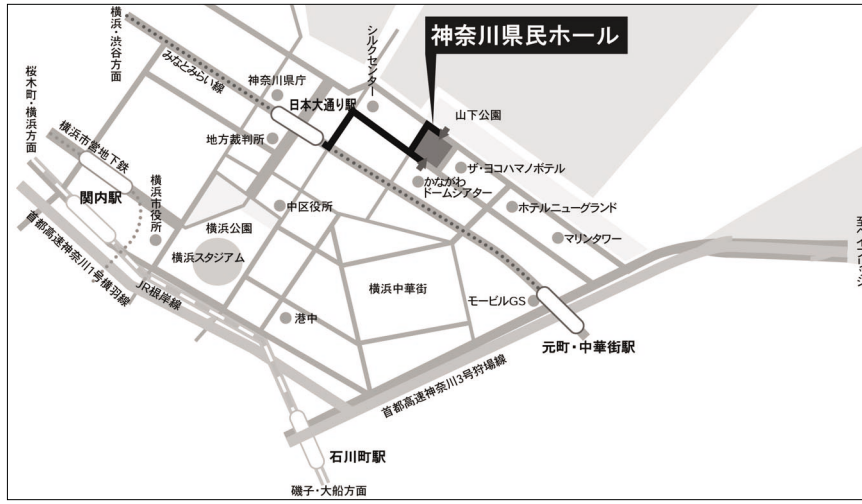 横浜・渋谷方面
みなとみらい線
シルクセンター
神奈川県民ホール
桜木町・横浜方面
神奈川県庁
日本大通り駅
山下公園
地方裁判所
横浜市営地下鉄
ザ・ヨコハマノボテル
かながわ
ドームシアター
関内駅
横浜市役所
中区役所
ホテルニューグランド
横浜公園
マリンタワー
横浜スタジアム
首都高速神奈川1号横羽線
JR根岸線
横浜中華街
モービルGS
至ベイブリッジ
港中
元町・中華街駅
首都高速神奈川3号狩場線
石川町駅
磯子・大船方面